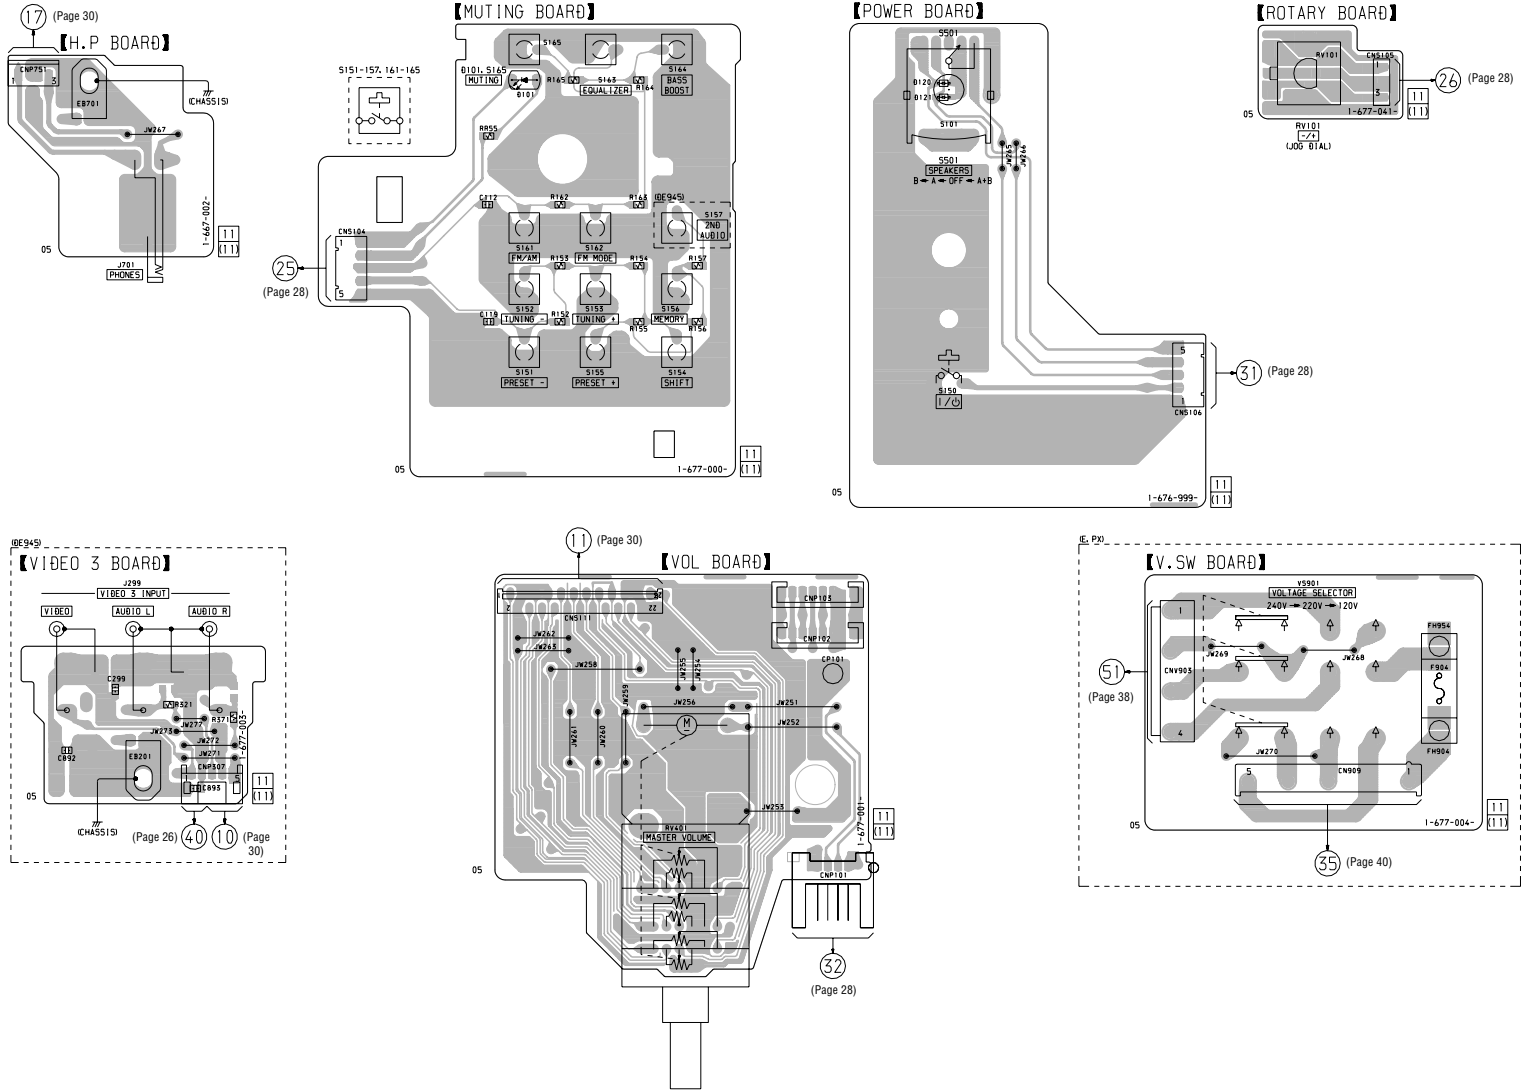 17 (Page 30)
【H.P BOARD】
CNP751
1 3
EB701
(CHASSIS)
JW267
1-667-002-
11
(11)
05
J701
PHONES
【MUTING BOARD】
S151-157, 161-165
D101, S165
MUTING
D101
S165
R165
S163
EQUALIZER
R164
S164
BASS
BOOST
RR55
C112
R162
R163
(DE945)
S157
2ND
AUDIO
CNS104
1
5
25
(Page 28)
S161
FM/AM
S162
FM MODE
R153
R154
R157
S152
TUNING -
S153
TUNING +
S156
MEMORY
C119
R152
R155
R156
S151
PRESET -
S155
PRESET +
S154
SHIFT
05
1-677-000-
11
(11)
【POWER BOARD】
S501
D120
D121
S101
S501
SPEAKERS
B A OFF A+B
JW265
JW266
S150
I/⏻
5
1
CNS106
31 (Page 28)
05
1-676-999-
11
(11)
【ROTARY BOARD】
RV101
CNS105
1
3
26 (Page 28)
05
1-677-041-
11
(11)
RV101
-/+
(JOG DIAL)
(DE945)
【VIDEO 3 BOARD】
J299
VIDEO 3 INPUT
VIDEO
AUDIO L
AUDIO R
C299
R321
R371
JW277
JW273
JW272
JW271
C892
EB201
CNP307
5
C893
1-677-003-
11
(11)
05
(CHASSIS)
(Page 26) 40 10 (Page
30)
11 (Page 30)
【VOL BOARD】
1
21
2
22
CNS111
CNP103
CNP102
CP101
JW262
JW263
JW258
JW255
JW254
JW259
JW256
JW251
JW252
JW261
JW260
M
JW253
RV401
MASTER VOLUME
1-677-001-
11
(11)
05
CNP101
32
(Page 28)
(E, PX)
【V.SW BOARD】
VS901
VOLTAGE SELECTOR
240V 220V 120V
1
4
CNV903
51
(Page 38)
JW269
JW268
FH954
F904
FH904
JW270
5
CN909
1
05
1-677-004-
11
(11)
35 (Page 40)